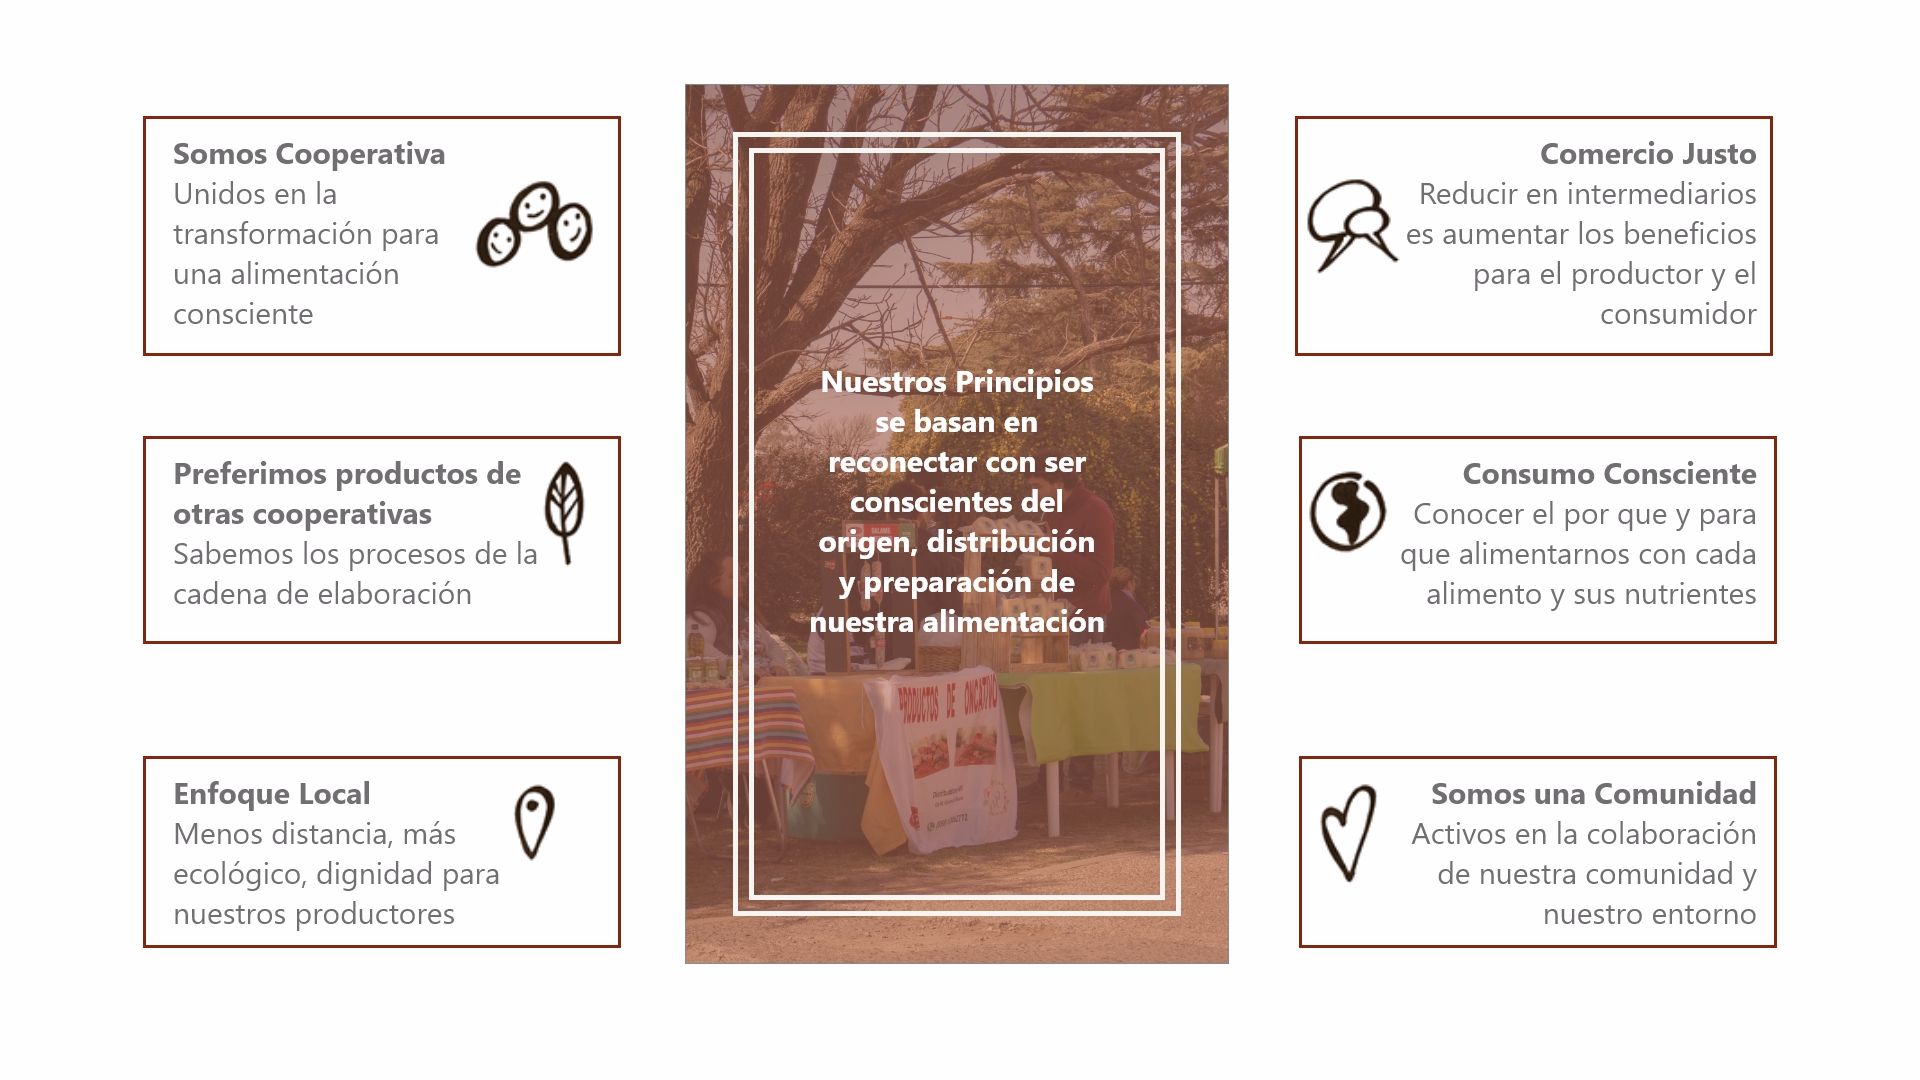 Somos Cooperativa
Unidos en la
transformación para
una alimentación
consciente
Preferimos productos de
otras cooperativas
Sabemos los procesos de la
cadena de elaboración
Enfoque Local
Menos distancia, más
ecológico, dignidad para
nuestros productores
Nuestros Principios
se basan en
reconectar con ser
conscientes del
origen, distribución
y preparación de
nuestra alimentación
SALAME
PRODUCTOS DE ONCATIVO
Comercio Justo
Reducir en intermediarios
es aumentar los beneficios
para el productor y el
consumidor
Consumo Consciente
Conocer el por que y para
que alimentarnos con cada
alimento y sus nutrientes
Somos una Comunidad
Activos en la colaboración
de nuestra comunidad y
nuestro entorno